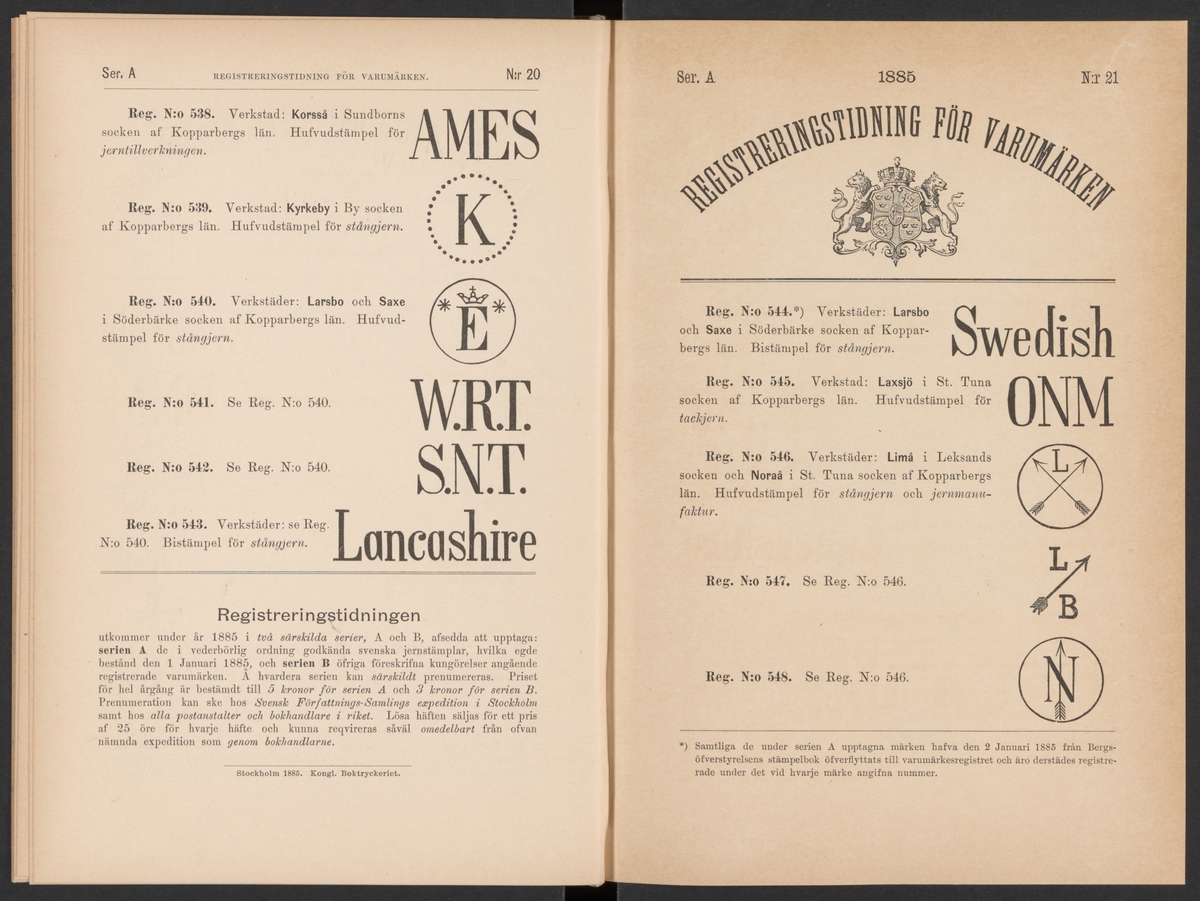 Ser. A REGISTRERINGSTIDNING FÖR VARUMÄRKEN. N:r 20
Reg. N:o 538. Verkstad: Korsså i Sundborns
socken af Kopparbergs län. Hufvudstämpel för
jerntillverkningen.
AMES
Reg. N:o 539. Verkstad: Kyrkeby i By socken
af Kopparbergs län. Hufvudstämpel för stångjern.
K
Reg. N:o 540. Verkstäder: Larsbo och Saxe
i Söderbärke socken af Kopparbergs län. Hufvud-
stämpel för stångjern.
E
Reg. N:o 541. Se Reg. N:o 540.
W.R.T.
Reg. N:o 542. Se Reg. N:o 540.
S.N.T.
Reg. N:o 543. Verkstäder: se Reg.
N:o 540. Bistämpel för stångjern.
Lancashire
Registreringstidningen
utkommer under år 1885 i två särskilda serier, A och B, afsedda att upptaga:
serien A de i vederbörlig ordning godkända svenska jernstämplar, hvilka egde
bestånd den 1 Januari 1885, och serien B öfriga föreskrifna kungörelser angående
registrerade varumärken. Å hvardera serien kan särskildt prenumereras. Priset
för hel årgång är bestämdt till 5 kronor för serien A och 3 kronor för serien B.
Prenumeration kan ske hos Svensk Författnings-Samlings expedition i Stockholm
samt hos alla postanstalter och bokhandlare i riket. Lösa häften säljas för ett pris
af 25 öre för hvarje häfte och kunna reqvireras såväl omedelbart från ofvan
nämnda expedition som genom bokhandlarne.
Stockholm 1885. Kongl. Boktryckeriet.
Ser. A 1885 N:r 21
REGISTRERINGSTIDNING FÖR VARUMÄRKEN
Reg. N:o 544.*) Verkstäder: Larsbo
och Saxe i Söderbärke socken af Koppar-
bergs län. Bistämpel för stångjern.
Swedish
Reg. N:o 545. Verkstad: Laxsjö i St. Tuna
socken af Kopparbergs län. Hufvudstämpel för
tackjern.
ONM
Reg. N:o 546. Verkstäder: Limå i Leksands
socken och Noraå i St. Tuna socken af Kopparbergs
län. Hufvudstämpel för stångjern och jernmanu-
faktur.
L
Reg. N:o 547. Se Reg. N:o 546.
L
B
Reg. N:o 548. Se Reg. N:o 546.
N
*) Samtliga de under serien A upptagna märken hafva den 2 Januari 1885 från Bergs-
öfverstyrelsens stämpelbok öfverflyttats till varumärkesregistret och äro derstädes registre-
rade under det vid hvarje märke angifna nummer.